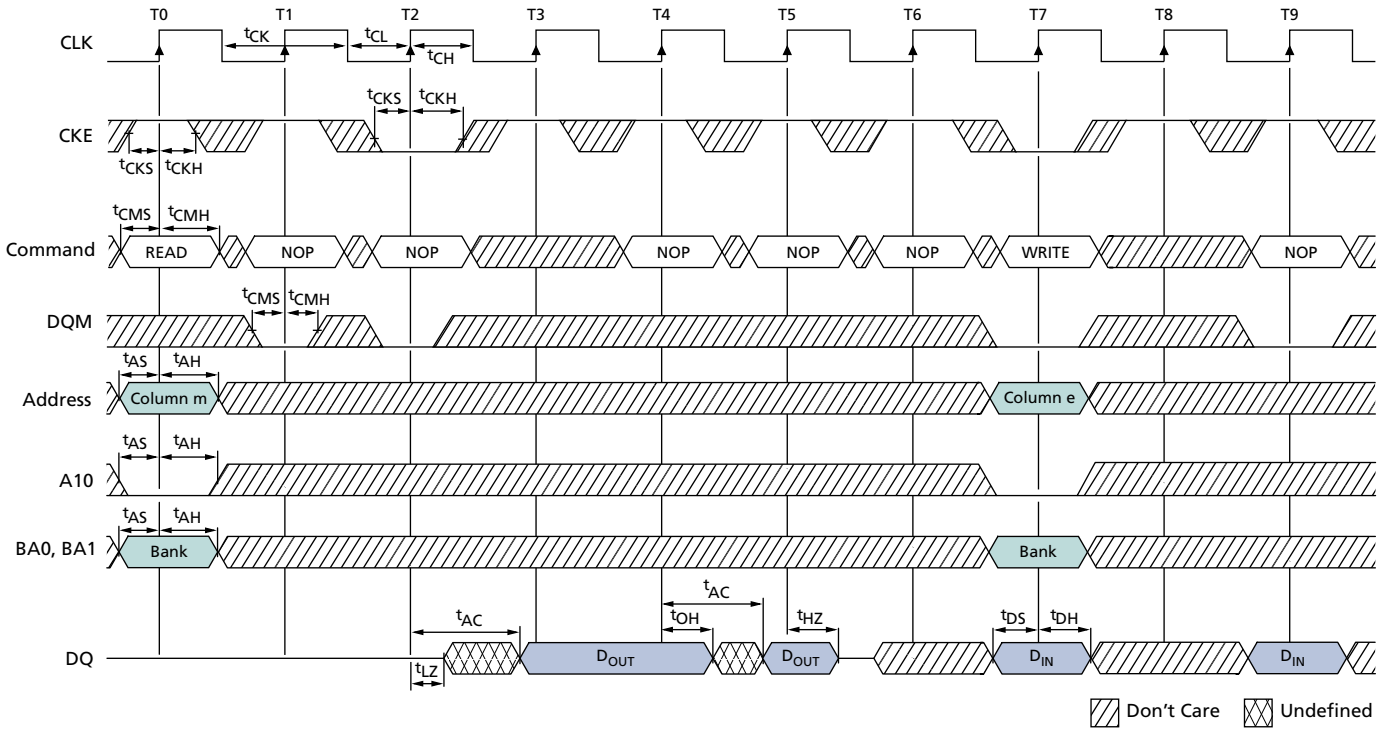 T0 T1 T2 T3 T4 T5 T6 T7 T8 T9
CLK
tCK tCL
tCH
tCKS tCKH
CKE
tCKS tCKH
tCMS tCMH
Command READ NOP NOP NOP NOP NOP WRITE NOP
tCMS tCMH
DQM
tAS tAH
Address Column m Column e
tAS tAH
A10
tAS tAH
BA0, BA1 Bank Bank
tAC tAC tOH tHZ tDS tDH
DQ DOUT DOUT DIN DIN
tLZ
Don't Care Undefined